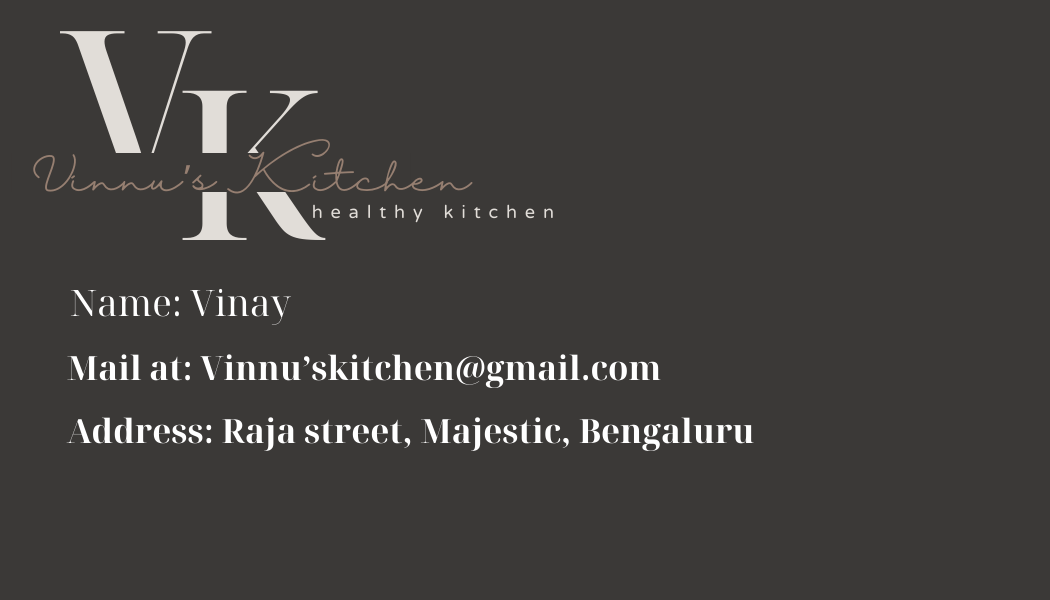 VK
Vinnu's Kitchen
healthy kitchen
Name: Vinay
Mail at: Vinnu’skitchen@gmail.com
Address: Raja street, Majestic, Bengaluru